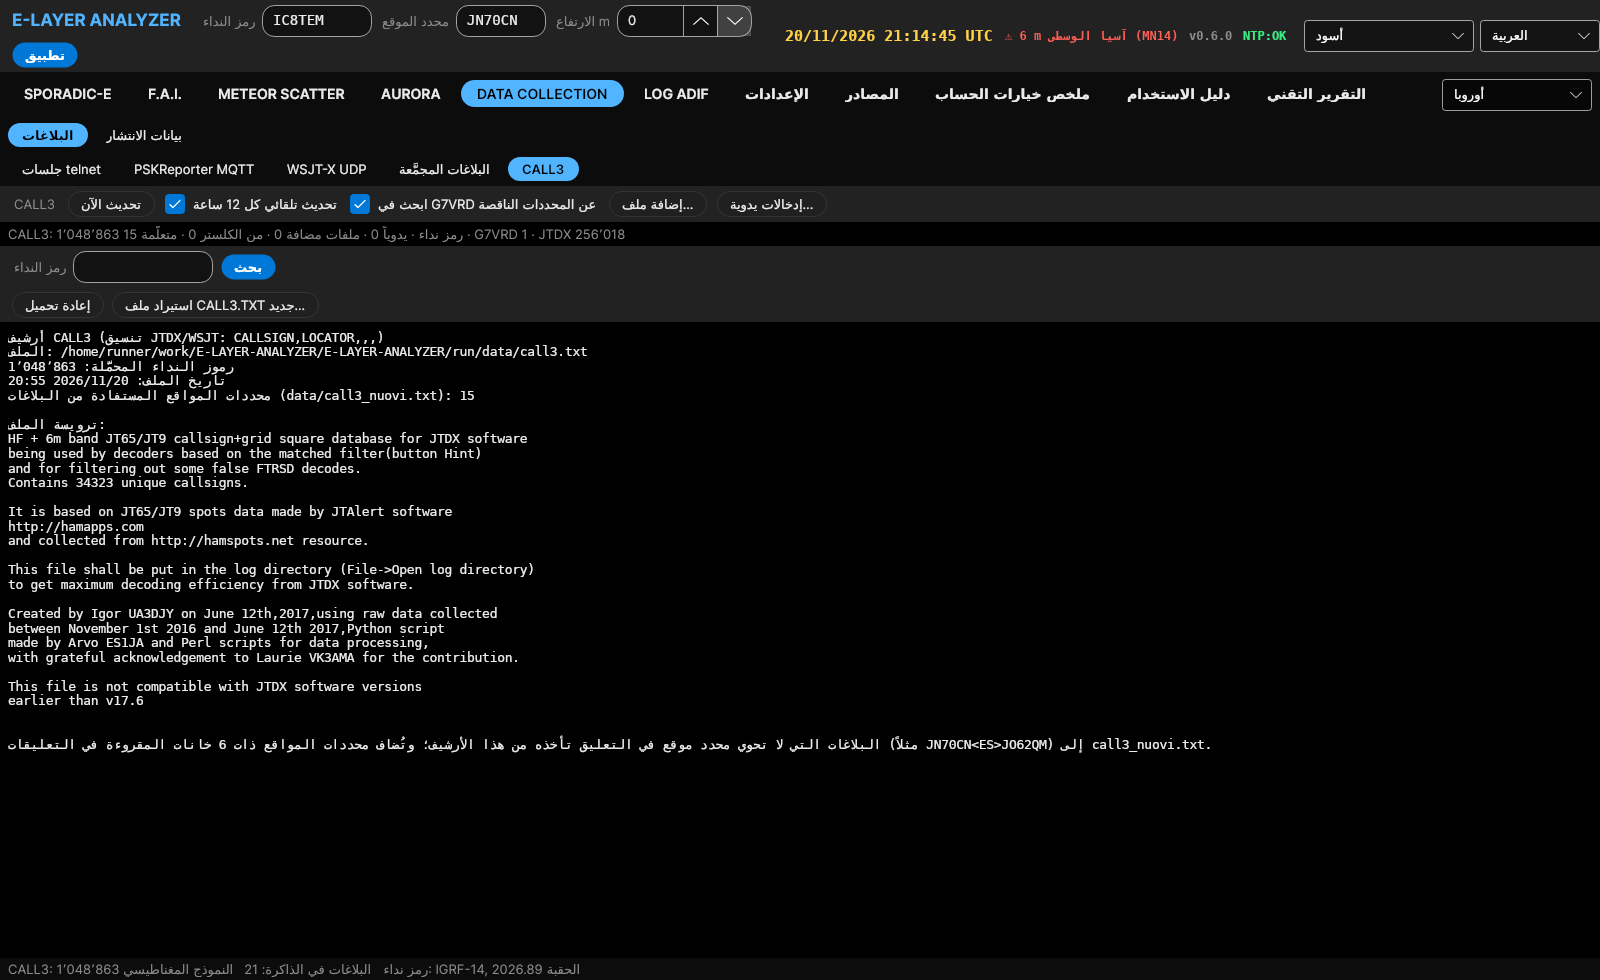 E-LAYER ANALYZER رمز النداء IC8TEM محدد الموقع JN70CN الارتفاع m 0
20/11/2026 21:14:45 UTC ⚠ 6 m آسيا الوسطى (MN14) v0.6.0 NTP:OK أسود العربية
تطبيق
SPORADIC-E F.A.I. METEOR SCATTER AURORA DATA COLLECTION LOG ADIF الإعدادات المصادر ملخص خيارات الحساب دليل الاستخدام التقرير التقني أوروبا
البلاغات بيانات الانتشار
جلسات telnet PSKReporter MQTT WSJT-X UDP البلاغات المجمَّعة CALL3
CALL3 تحديث الآن تحديث تلقائي كل 12 ساعة ابحث في G7VRD عن المحددات الناقصة إضافة ملف... إدخالات يدوية...
CALL3: 1٬048٬863 رمز نداء · يدوياً 0 · ملفات مضافة 0 · من الكلستر 0 · متعلَّمة 15 · G7VRD 1 · JTDX 256٬018
رمز النداء بحث
إعادة تحميل استيراد ملف CALL3.TXT جديد...
أرشيف CALL3 (تنسيق JTDX/WSJT: CALLSIGN,LOCATOR,,,)
الملف: /home/runner/work/E-LAYER-ANALYZER/E-LAYER-ANALYZER/run/data/call3.txt
رموز النداء المحمّلة: 1٬048٬863
تاريخ الملف: 2026/11/20 20:55
محددات المواقع المستفادة من البلاغات (data/call3_nuovi.txt): 15
ترويسة الملف:
HF + 6m band JT65/JT9 callsign+grid square database for JTDX software
being used by decoders based on the matched filter(button Hint)
and for filtering out some false FTRSD decodes.
Contains 34323 unique callsigns.
It is based on JT65/JT9 spots data made by JTAlert software
http://hamapps.com
and collected from http://hamspots.net resource.
This file shall be put in the log directory (File->Open log directory)
to get maximum decoding efficiency from JTDX software.
Created by Igor UA3DJY on June 12th,2017,using raw data collected
between November 1st 2016 and June 12th 2017,Python script
made by Arvo ES1JA and Perl scripts for data processing,
with grateful acknowledgement to Laurie VK3AMA for the contribution.
This file is not compatible with JTDX software versions
earlier than v17.6
البلاغات التي لا تحوي محدد موقع في التعليق تأخذه من هذا الأرشيف؛ وتُضاف محددات المواقع ذات 6 خانات المقروءة في التعليقات (مثلاً JN70CN<ES>JO62QM) إلى call3_nuovi.txt.
CALL3: 1٬048٬863 رمز نداء البلاغات في الذاكرة: 21 النموذج المغناطيسي: IGRF-14, الحقبة 2026.89